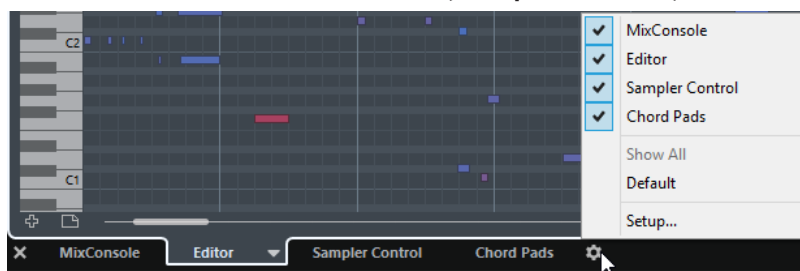 C2
C1
MixConsole
Editor
Sampler Control
Chord Pads
Show All
Default
Setup...
MixConsole Editor Sampler Control Chord Pads